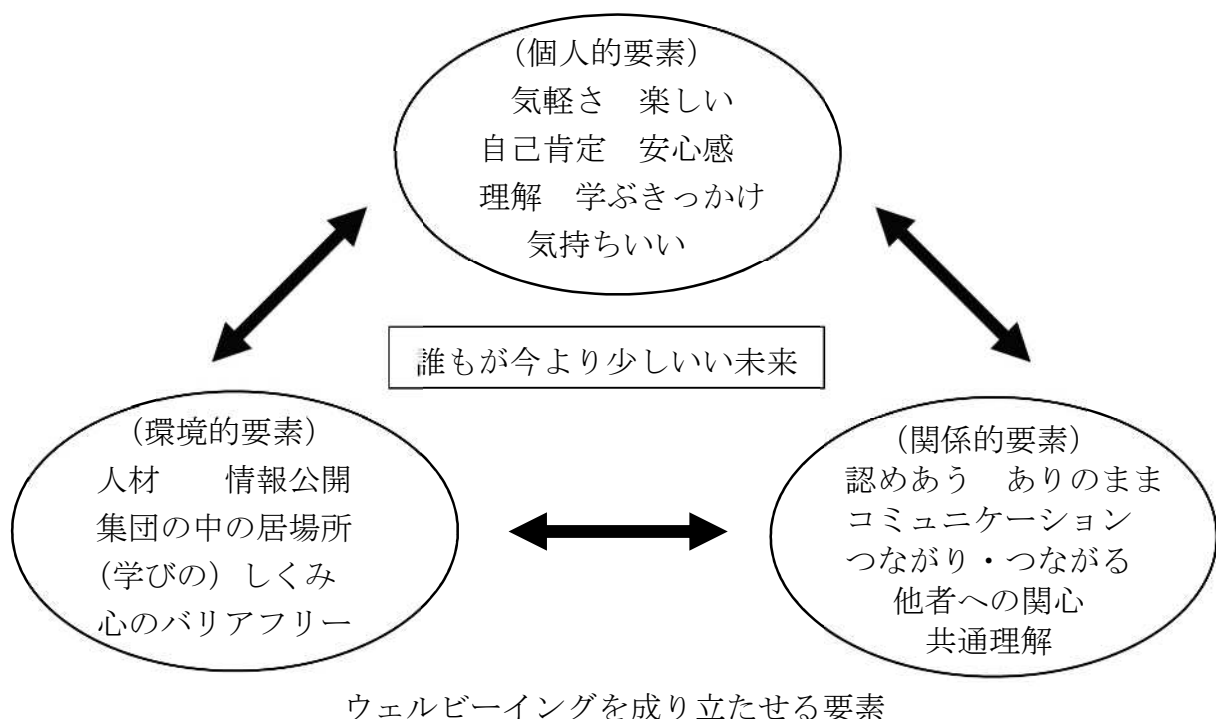 (個人的要素)
気軽さ 楽しい
自己肯定 安心感
理解 学ぶきっかけ
気持ちいい
誰もが今より少しいい未来
(環境的要素)
人材 情報公開
集団の中の居場所
(学びの)しくみ
心のバリアフリー
(関係的要素)
認めあう ありのまま
コミュニケーション
つながり・つながる
他者への関心
共通理解
ウェルビーイングを成り立たせる要素